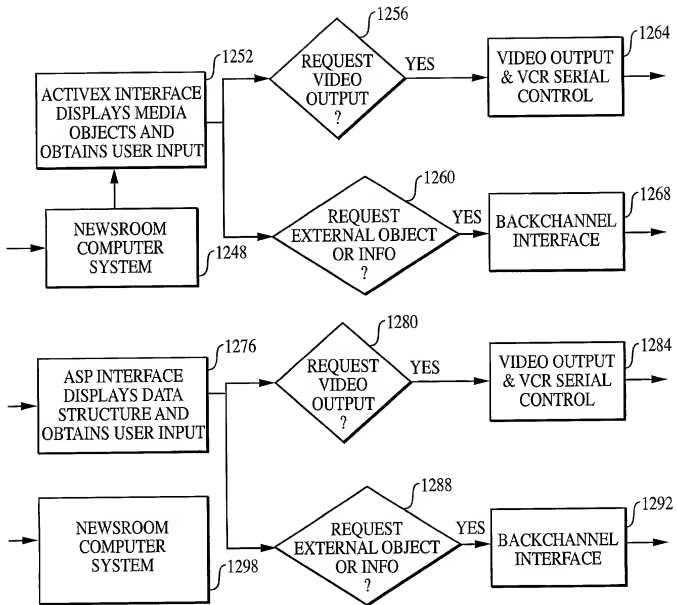 1252
ACTIVEX INTERFACE
DISPLAYS MEDIA
OBJECTS AND
OBTAINS USER INPUT
NEWSROOM
COMPUTER
SYSTEM
1248
1256
REQUEST
VIDEO
OUTPUT
?
YES
1264
VIDEO OUTPUT
& VCR SERIAL
CONTROL
1260
REQUEST
EXTERNAL OBJECT
OR INFO
?
YES
1268
BACKCHANNEL
INTERFACE
1276
ASP INTERFACE
DISPLAYS DATA
STRUCTURE AND
OBTAINS USER INPUT
1280
REQUEST
VIDEO
OUTPUT
?
YES
1284
VIDEO OUTPUT
& VCR SERIAL
CONTROL
NEWSROOM
COMPUTER
SYSTEM
1298
1288
REQUEST
EXTERNAL OBJECT
OR INFO
?
YES
1292
BACKCHANNEL
INTERFACE